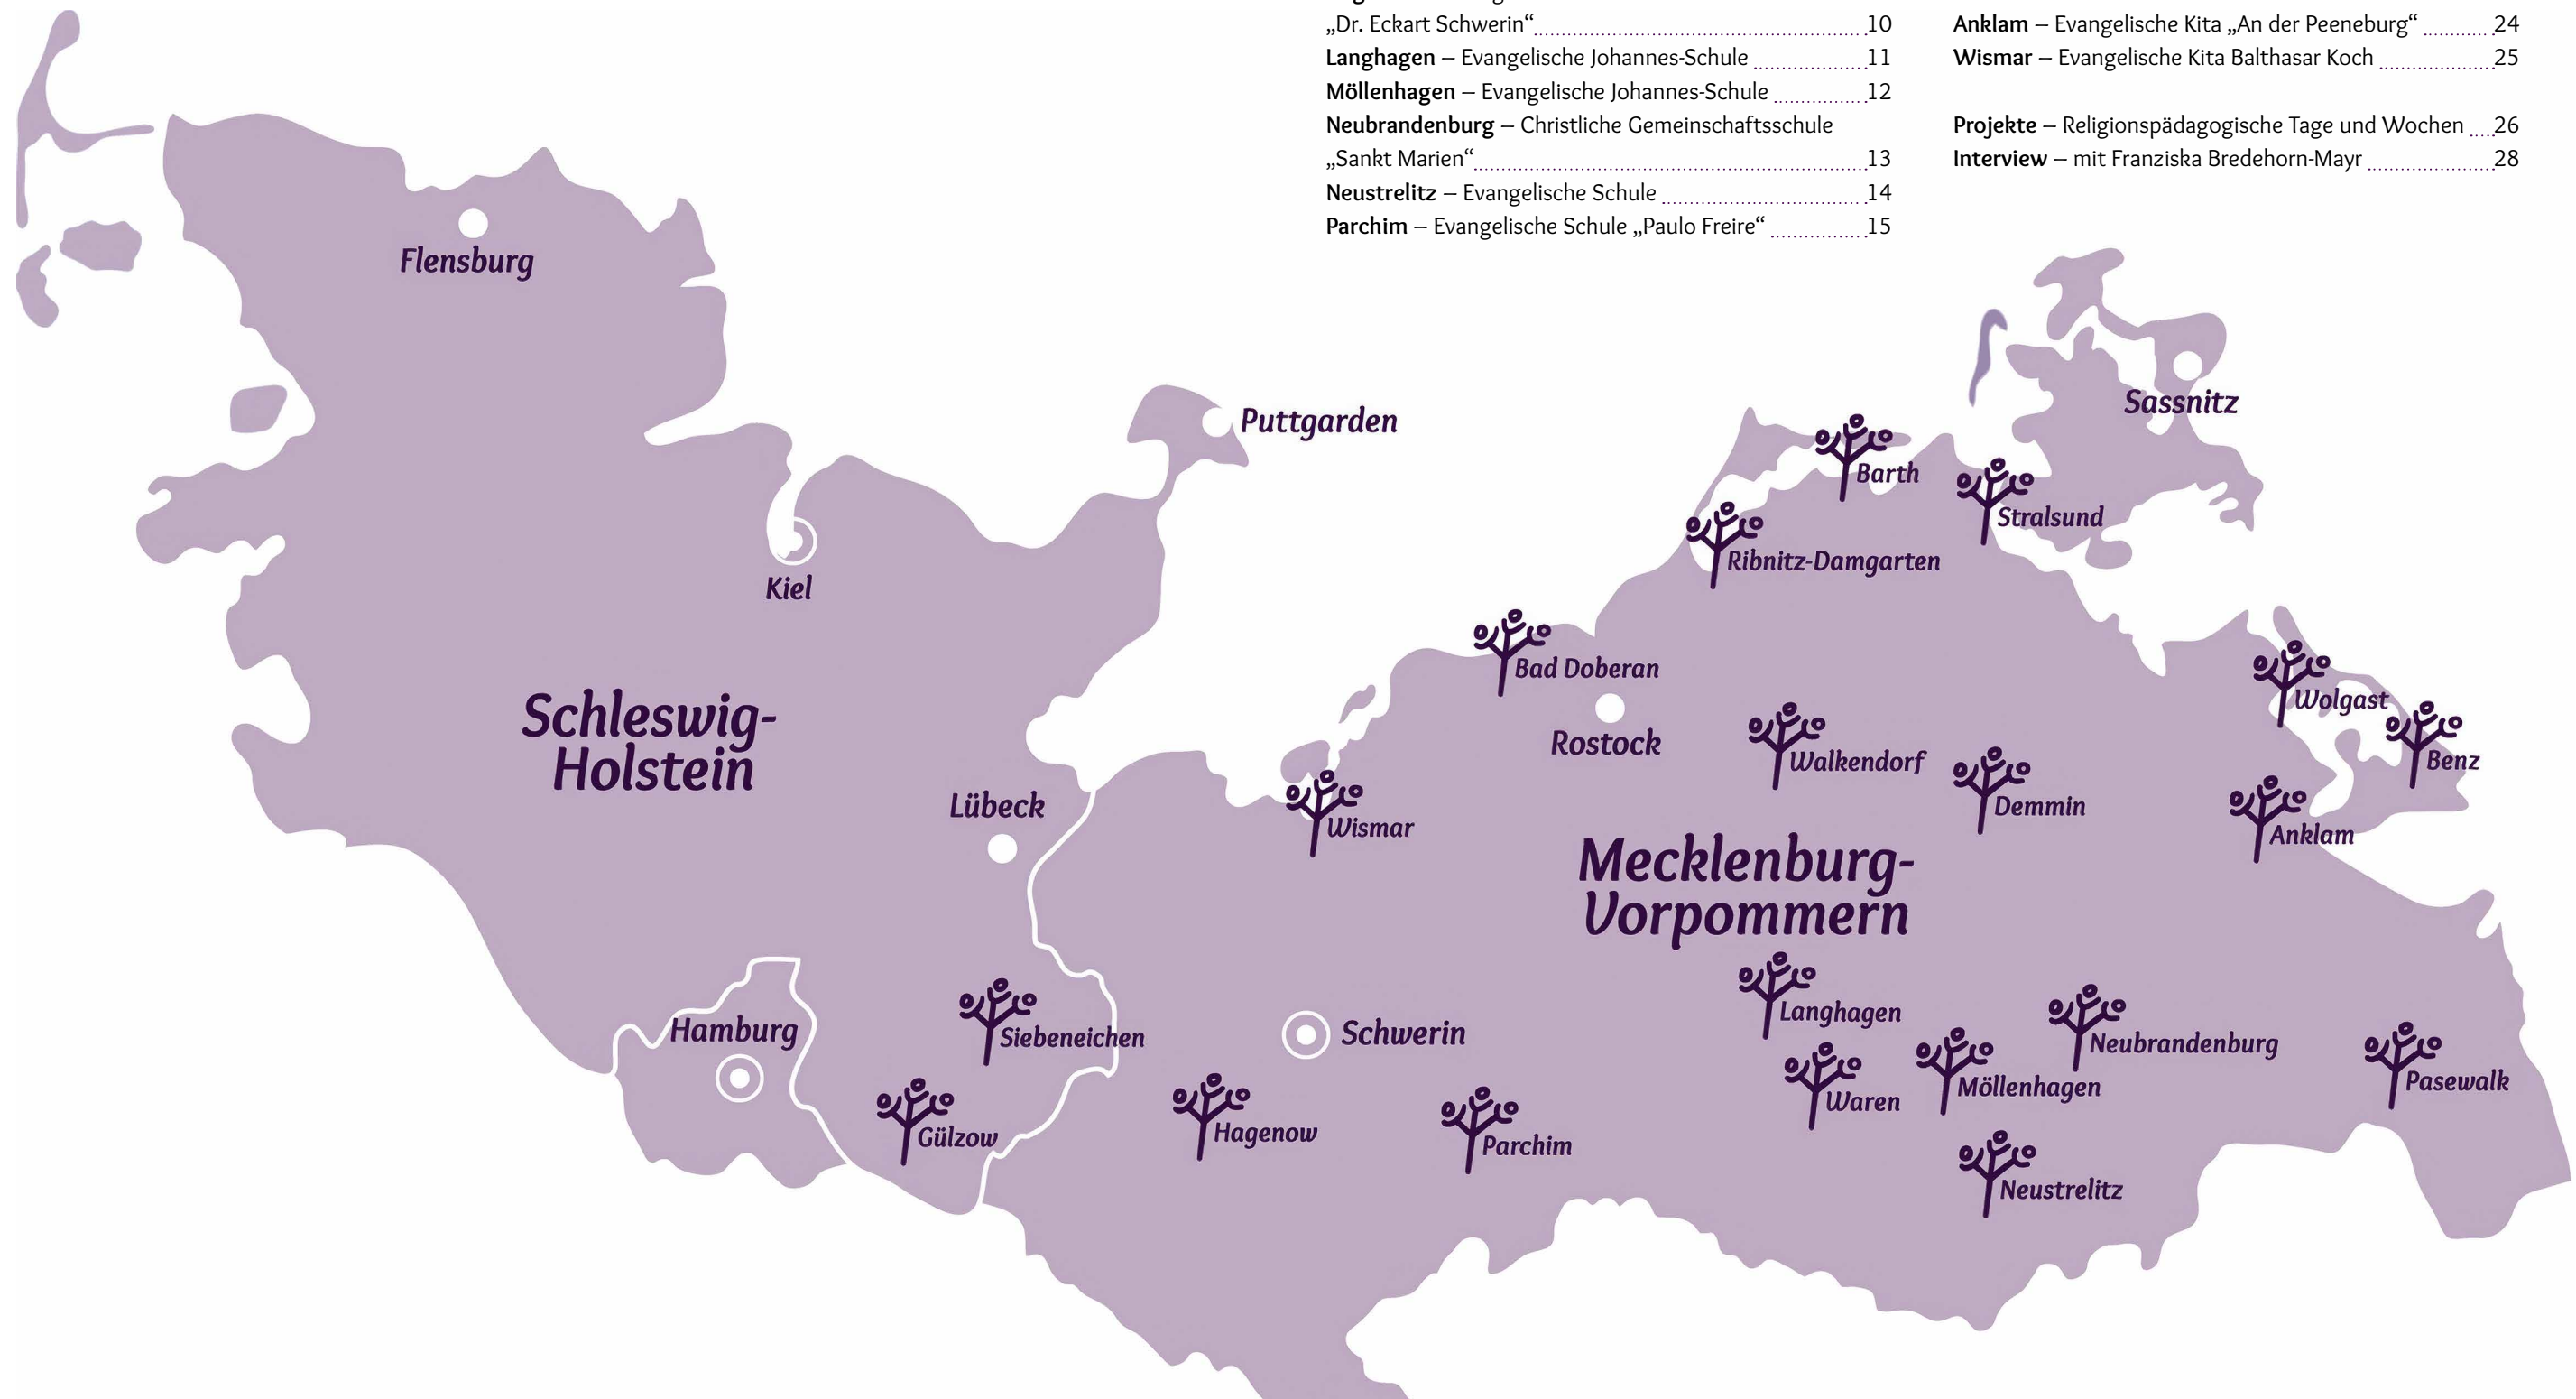 „Dr. Eckart Schwerin“ 10
Langhagen – Evangelische Johannes-Schule 11
Möllenhagen – Evangelische Johannes-Schule 12
Neubrandenburg – Christliche Gemeinschaftsschule
„Sankt Marien“ 13
Neustrelitz – Evangelische Schule 14
Parchim – Evangelische Schule „Paulo Freire“ 15
Anklam – Evangelische Kita „An der Peeneburg“ 24
Wismar – Evangelische Kita Balthasar Koch 25
Projekte – Religionspädagogische Tage und Wochen 26
Interview – mit Franziska Bredehorn-Mayr 28
Flensburg
Sassnitz
Puttgarden
Barth
Stralsund
Ribnitz-Damgarten
Kiel
Bad Doberan
Wolgast
Schleswig-
Holstein
Rostock
Walkendorf
Benz
Lübeck
Demmin
Wismar
Anklam
Mecklenburg-
Vorpommern
Langhagen
Hamburg
Siebeneichen
Schwerin
Neubrandenburg
Möllenhagen
Pasewalk
Waren
Gülzow
Hagenow
Parchim
Neustrelitz